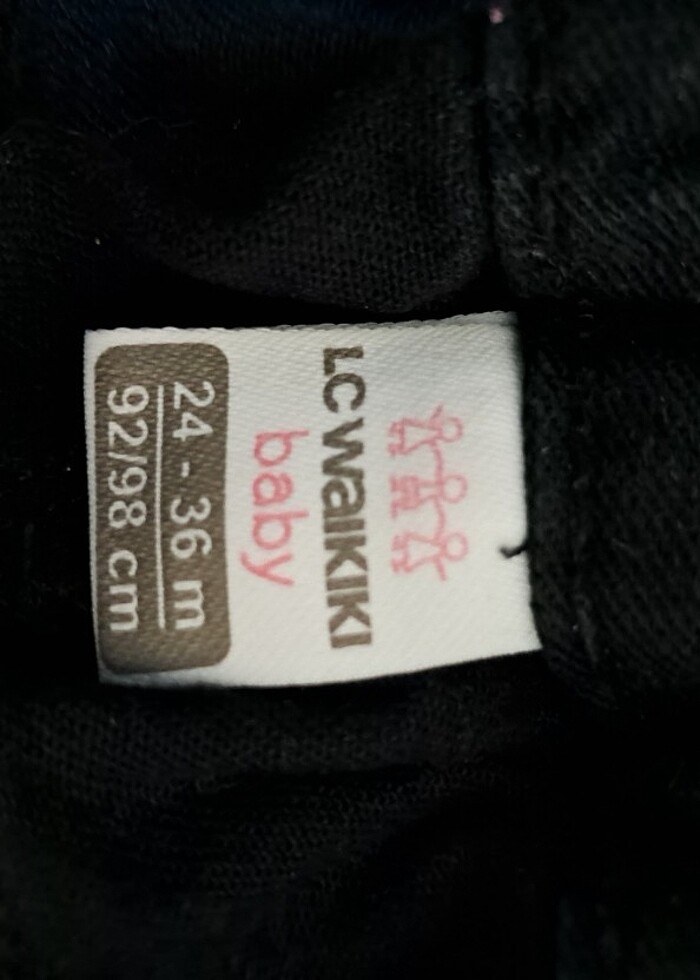 LC WAIKIKI
baby
24 - 36 m
92/98 cm